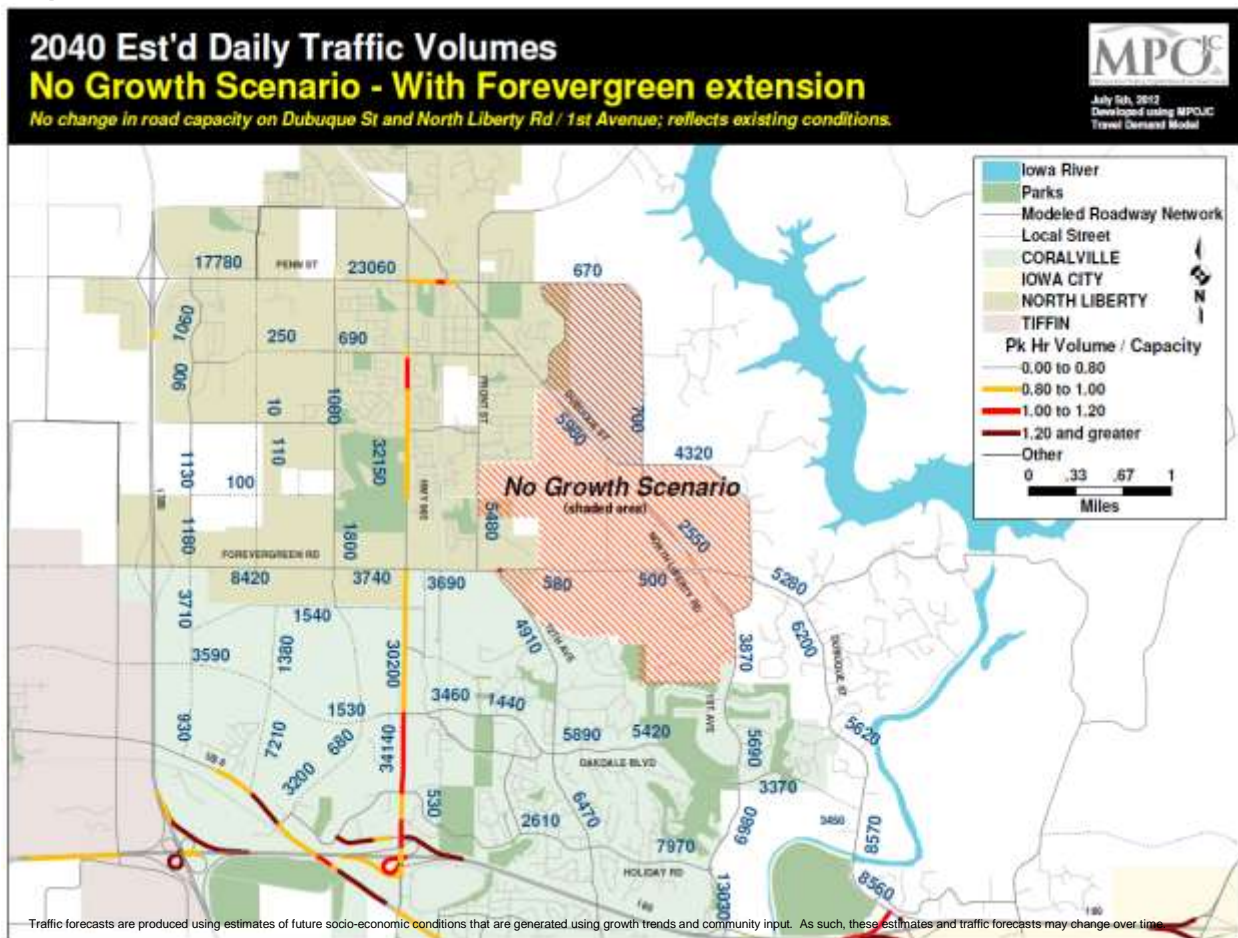 2040 Est'd Daily Traffic Volumes
No Growth Scenario - With Forevergreen extension
No change in road capacity on Dubuque St and North Liberty Rd / 1st Avenue; reflects existing conditions.
MPOJC
July 5th, 2012
Developed using MPOJC
Travel Demand Model
Iowa River
Parks
Modeled Roadway Network
Local Street
CORALVILLE
IOWA CITY
NORTH LIBERTY
TIFFIN
N
Pk Hr Volume / Capacity
0.00 to 0.80
0.80 to 1.00
1.00 to 1.20
1.20 and greater
Other
0 .33 .67 1
Miles
17780
PENN ST
23060
670
1060
250
690
900
10
1080
FRONT ST
DUBUQUE ST
5980
700
110
32150
4320
1130
100
HWY 965
No Growth Scenario
(shaded area)
5480
2550
1180
1800
NORTH LIBERTY RD
FOREVERGREEN RD
8420
3740
3690
580
500
5280
3710
1540
4910
12TH AVE
6200
3590
1380
3870
DUBUQUE ST
30200
3460
1440
1ST AVE
930
1530
5890
5420
5620
7210
680
34140
OAKDALE BLVD
5690
US 6
3200
530
3370
2610
6470
6980
3450
8570
7970
HOLIDAY RD
13030
8560
I 80
I 80
Traffic forecasts are produced using estimates of future socio-economic conditions that are generated using growth trends and community input. As such, these estimates and traffic forecasts may change over time.